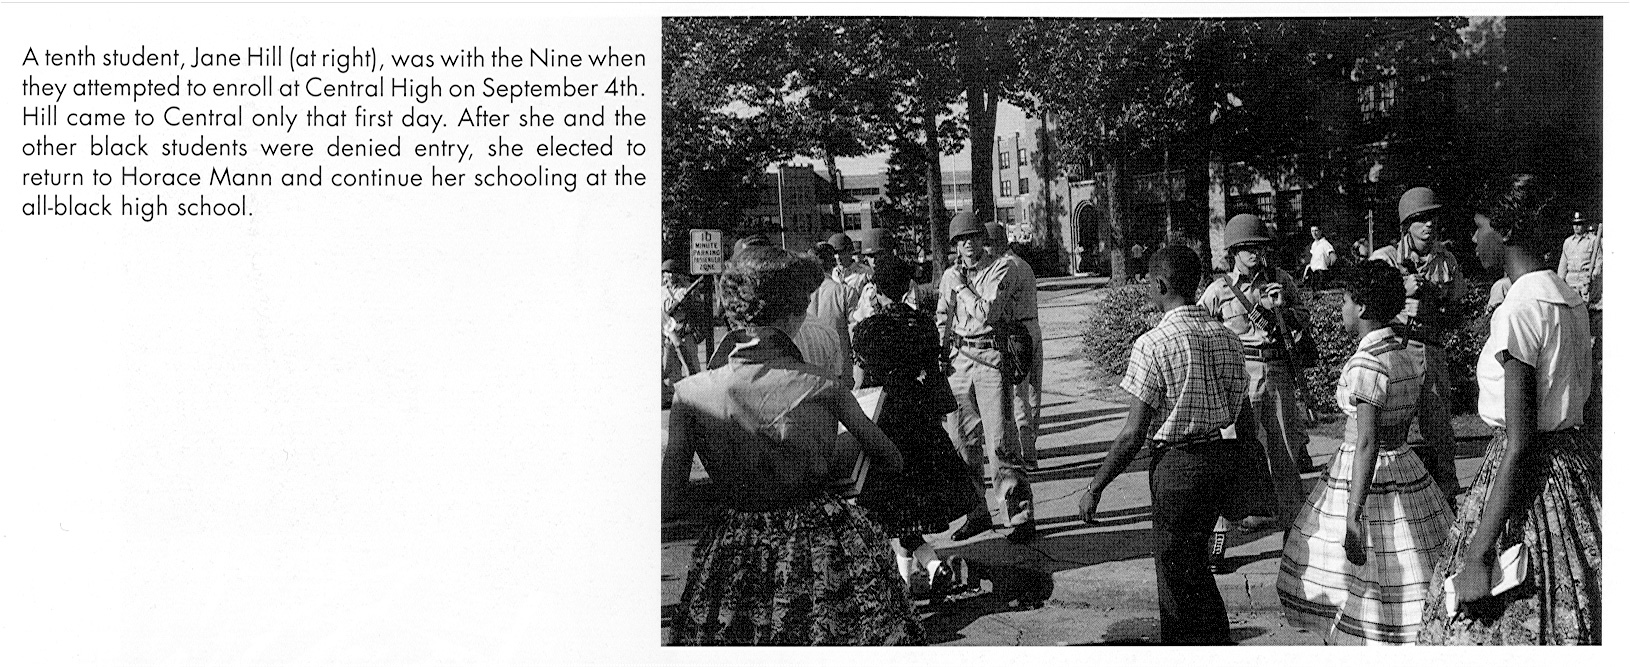 A tenth student, Jane Hill (at right), was with the Nine when
they attempted to enroll at Central High on September 4th.
Hill came to Central only that first day. After she and the
other black students were denied entry, she elected to
return to Horace Mann and continue her schooling at the
all-black high school.
10
MINUTE
PARKING
PASSENGER
ZONE